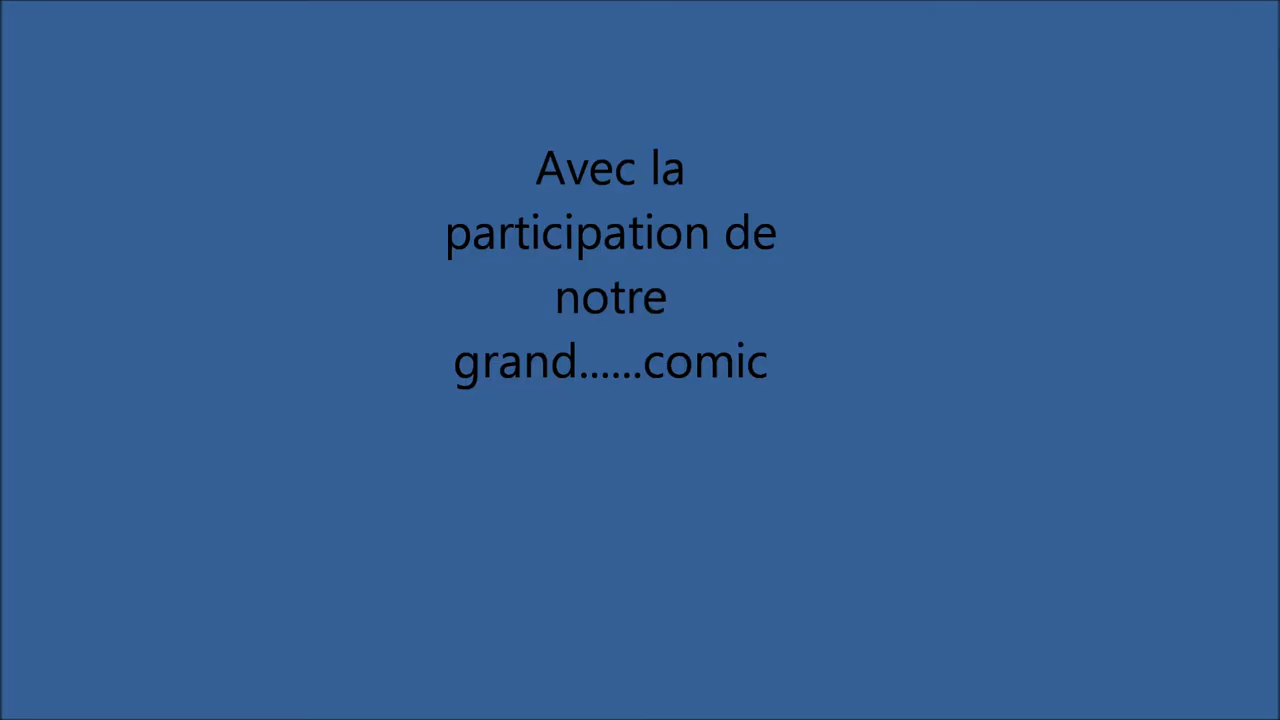 Avec la
participation de
notre
grand......comic